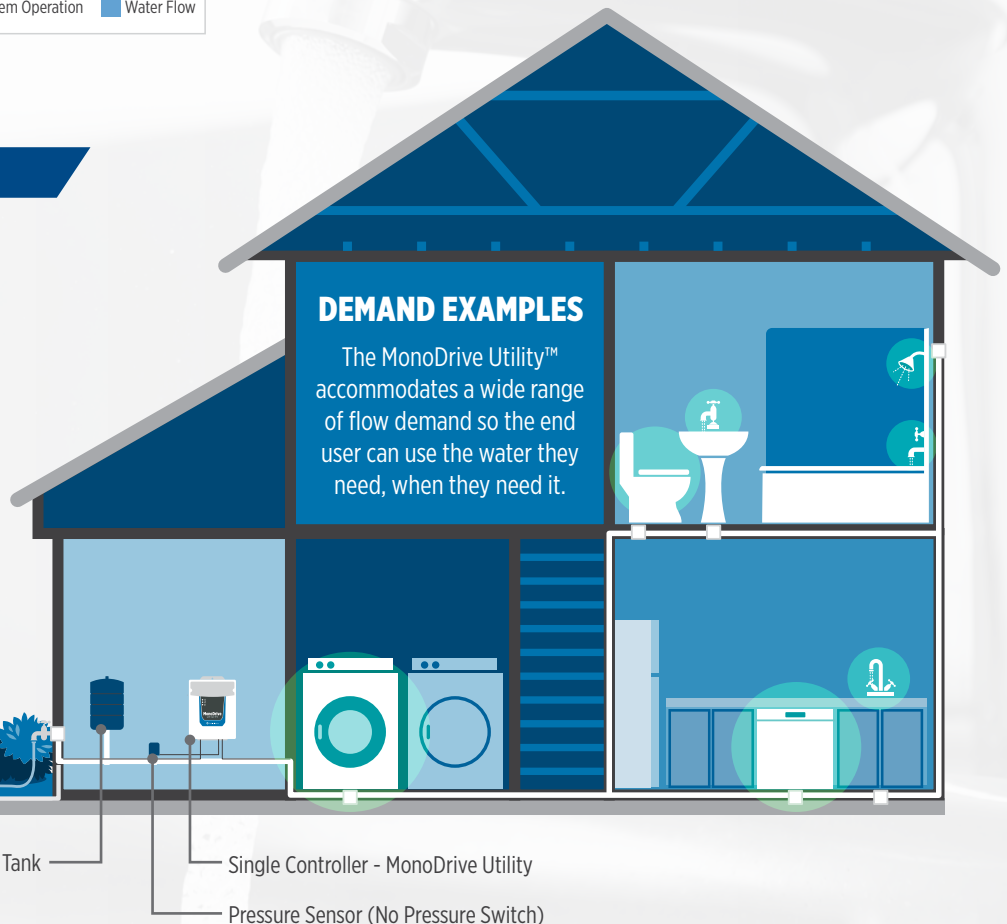 em Operation
Water Flow
DEMAND EXAMPLES
The MonoDrive Utility™
accommodates a wide range
of flow demand so the end
user can use the water they
need, when they need it.
MonoDrive
Tank
Single Controller - MonoDrive Utility
Pressure Sensor (No Pressure Switch)